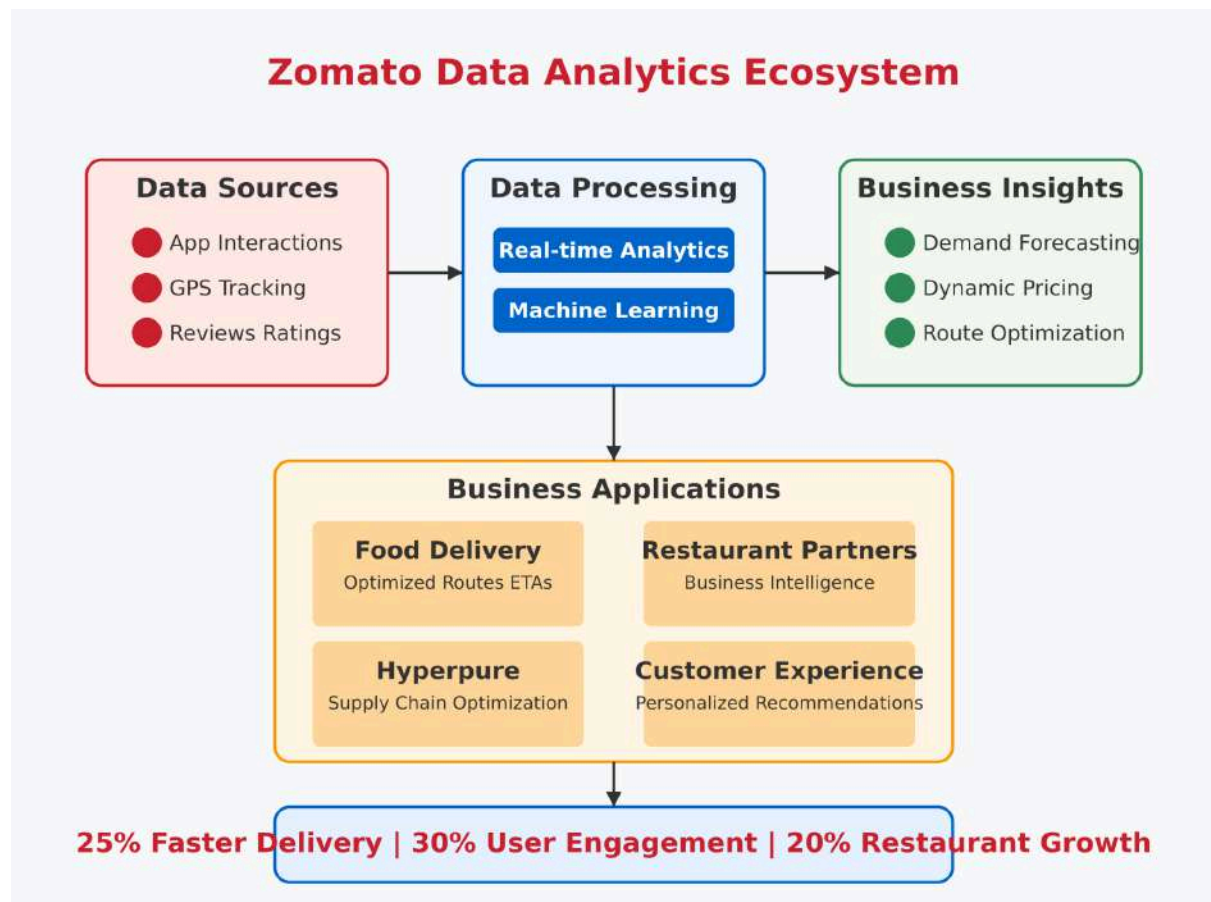 Zomato Data Analytics Ecosystem
Data Sources
App Interactions
GPS Tracking
Reviews Ratings
Data Processing
Real-time Analytics
Machine Learning
Business Insights
Demand Forecasting
Dynamic Pricing
Route Optimization
Business Applications
Food Delivery
Optimized Routes ETAs
Restaurant Partners
Business Intelligence
Hyperpure
Supply Chain Optimization
Customer Experience
Personalized Recommendations
25% Faster Delivery | 30% User Engagement | 20% Restaurant Growth